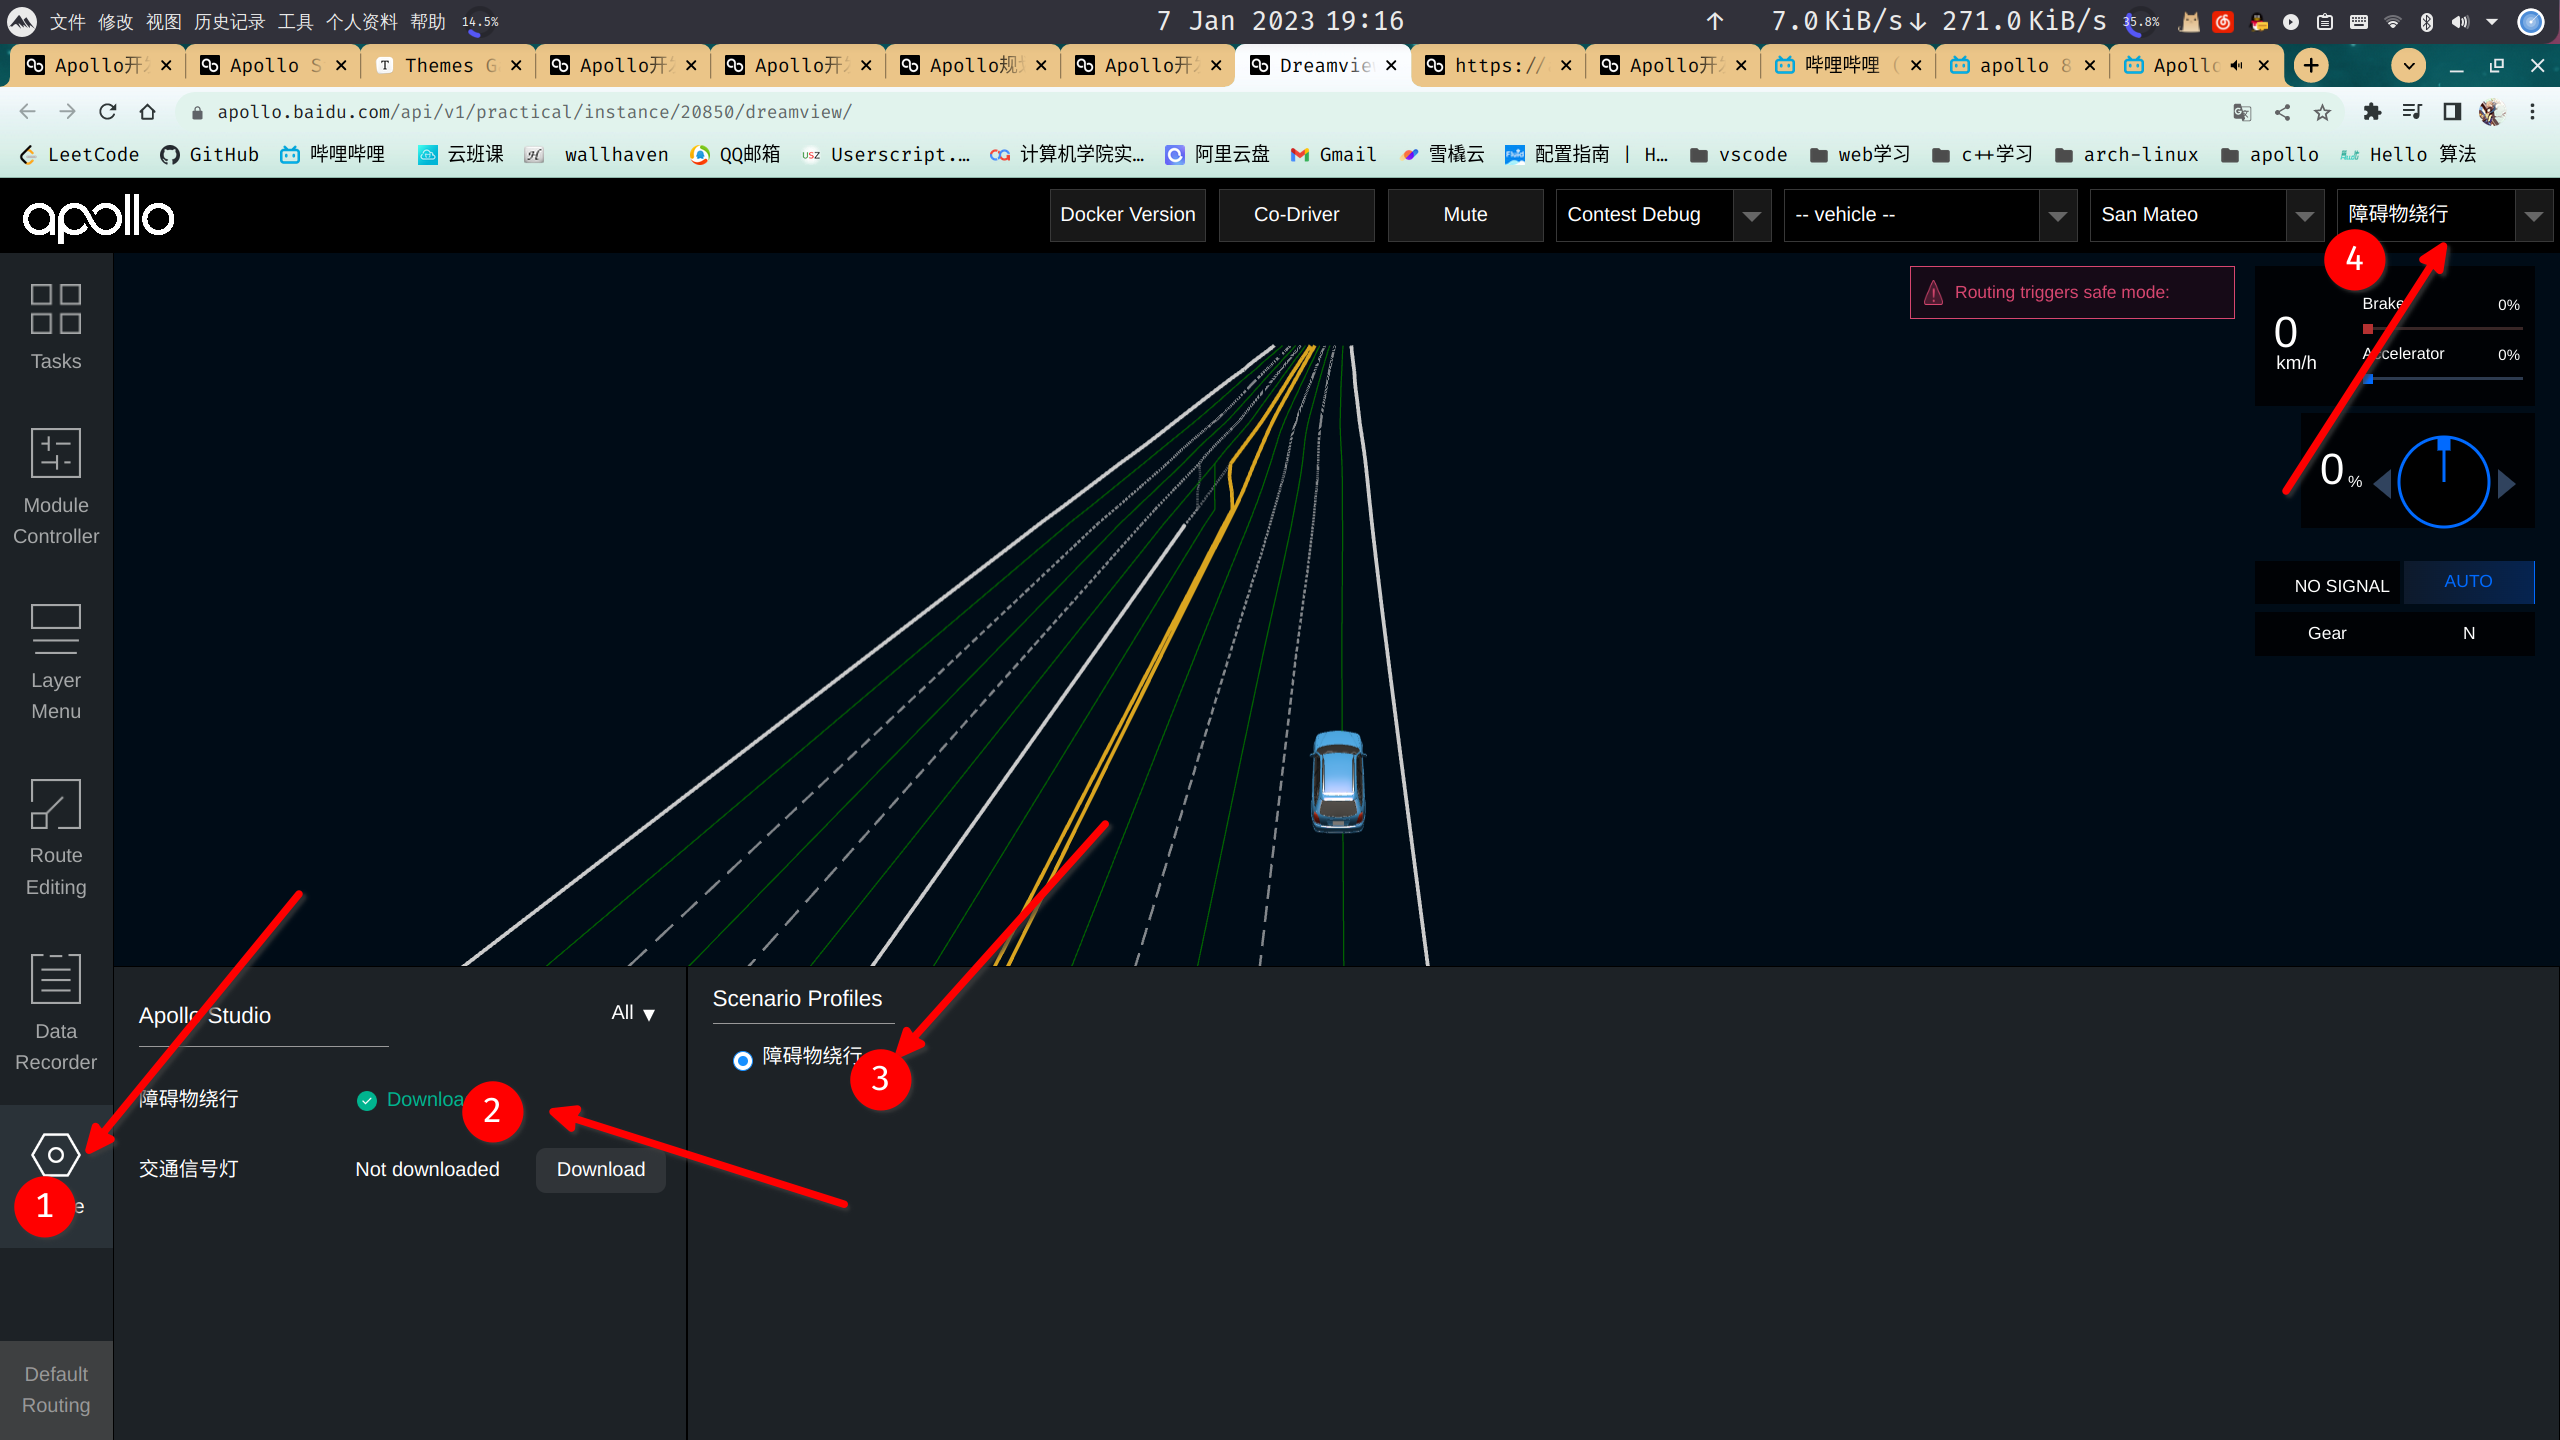 文件 修改 视图 历史记录 工具 个人资料 帮助 14.5%
7 Jan 2023 19:16
↑ 7.0 KiB/s ↓ 271.0 KiB/s 35.8%
Apollo开 Apollo S Themes G Apollo开 Apollo开 Apollo规 Apollo开 Dreamvie https:// Apollo开 哔哩哔哩 ( apollo 8 Apollo
apollo.baidu.com/api/v1/practical/instance/20850/dreamview/
LeetCode GitHub 哔哩哔哩 云班课 wallhaven QQ邮箱 Userscript.… 计算机学院实… 阿里云盘 Gmail 雪橇云 配置指南 | H… vscode web学习 c++学习 arch-linux apollo Hello 算法
apollo
Docker Version Co-Driver Mute Contest Debug -- vehicle -- San Mateo 障碍物绕行
4
Routing triggers safe mode:
Brake 0%
0
km/h
Accelerator 0%
0 %
NO SIGNAL AUTO
Gear N
Tasks
Module
Controller
Layer
Menu
Route
Editing
Data
Recorder
1
e
Default
Routing
Apollo Studio All ▼
障碍物绕行 Downloa 2
交通信号灯 Not downloaded Download
Scenario Profiles
障碍物绕行
3